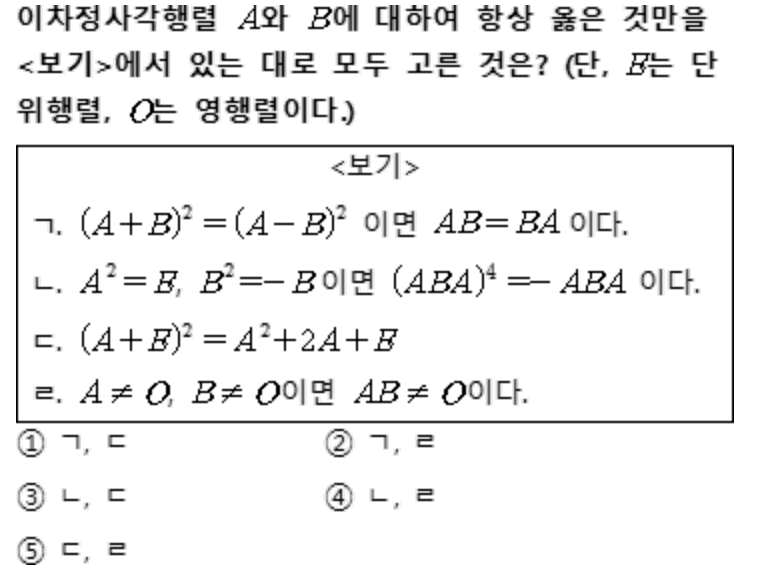 이차정사각행렬 A와 B에 대하여 항상 옳은 것만을
<보기>에서 있는 대로 모두 고른 것은? (단, E는 단
위행렬, O는 영행렬이다.)
<보기>
ㄱ. (A+B)²=(A−B)² 이면 AB=BA 이다.
ㄴ. A²=E, B²=−B이면 (ABA)⁴=−ABA 이다.
ㄷ. (A+E)²=A²+2A+E
ㄹ. A≠O, B≠O이면 AB≠O이다.
① ㄱ, ㄷ ② ㄱ, ㄹ
③ ㄴ, ㄷ ④ ㄴ, ㄹ
⑤ ㄷ, ㄹ